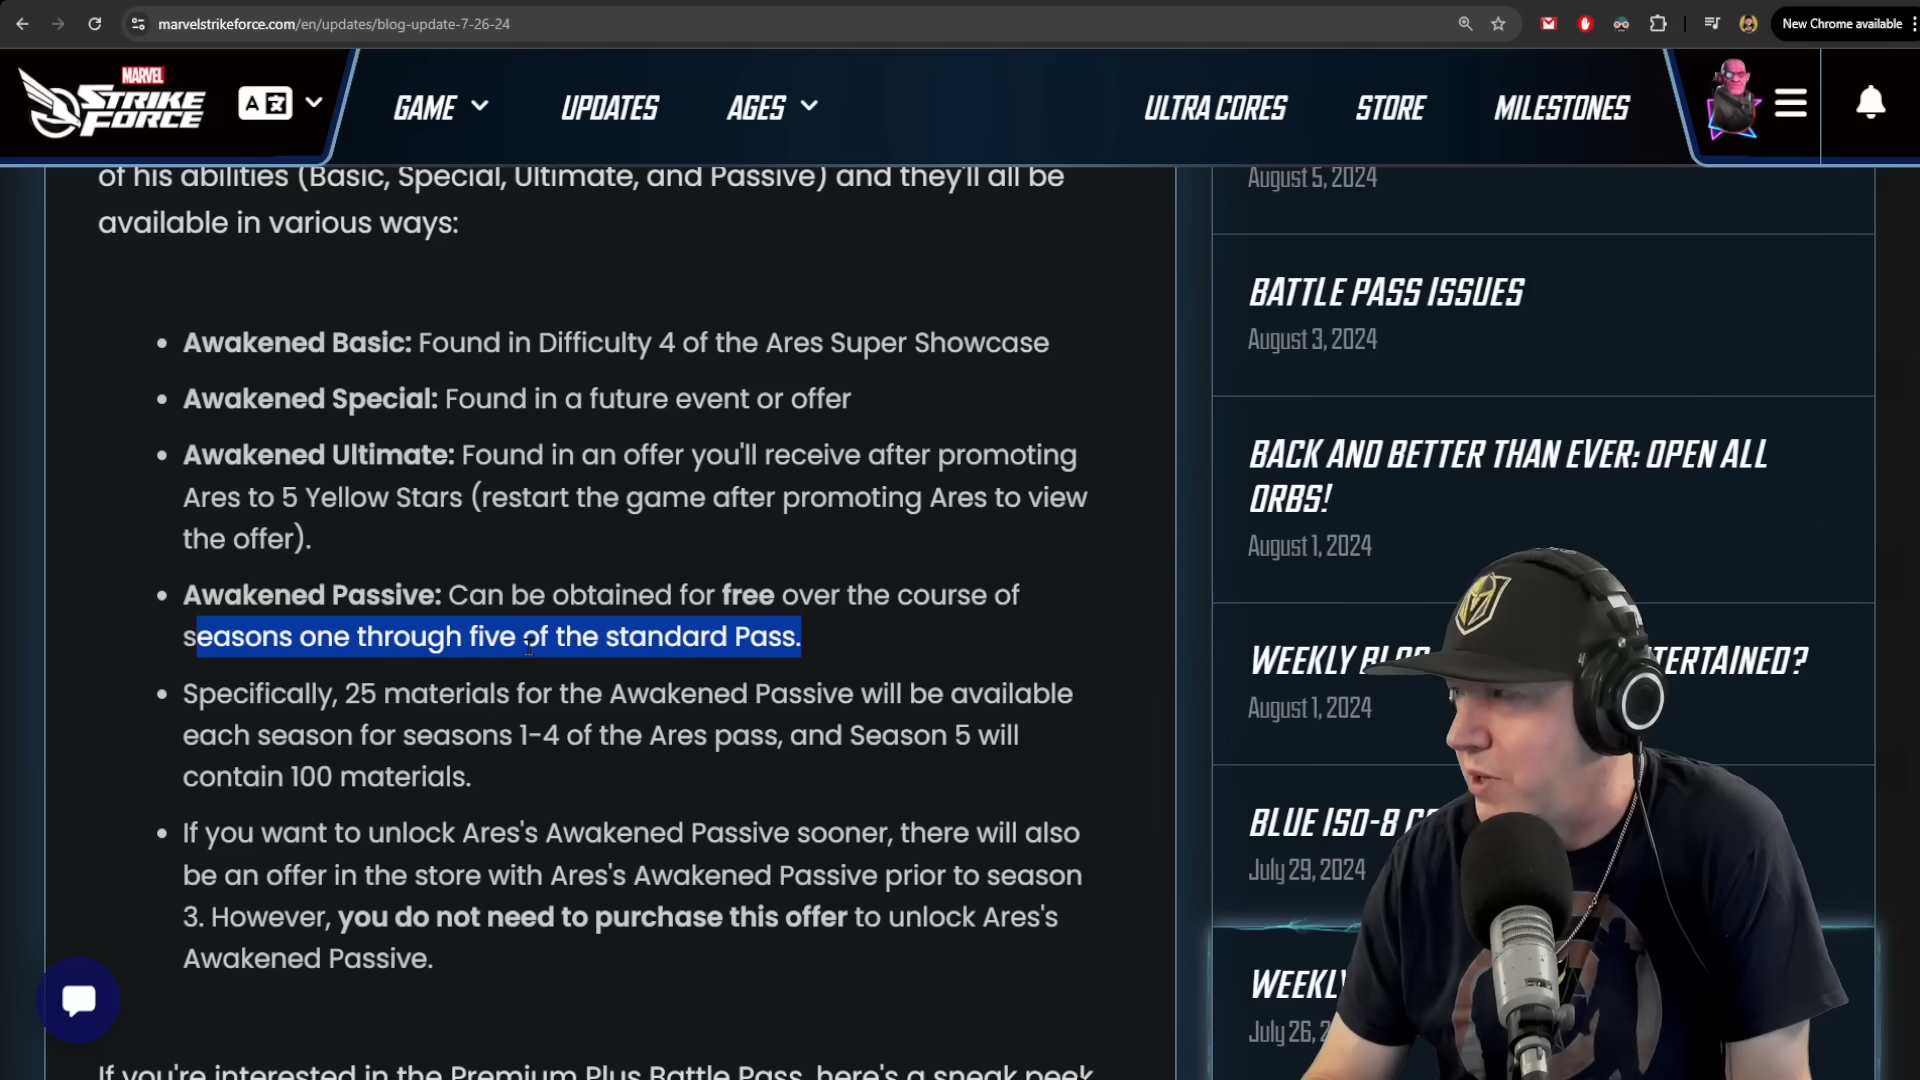 marvelstrikeforce.com/en/updates/blog-update-7-26-24
New Chrome available
MARVEL
STRIKE
FORCE
A
GAME
UPDATES
AGES
ULTRA CORES
STORE
MILESTONES
of his abilities (Basic, Special, Ultimate, and Passive) and they'll all be
available in various ways:
• Awakened Basic: Found in Difficulty 4 of the Ares Super Showcase
• Awakened Special: Found in a future event or offer
• Awakened Ultimate: Found in an offer you'll receive after promoting
Ares to 5 Yellow Stars (restart the game after promoting Ares to view
the offer).
• Awakened Passive: Can be obtained for free over the course of
seasons one through five of the standard Pass.
• Specifically, 25 materials for the Awakened Passive will be available
each season for seasons 1-4 of the Ares pass, and Season 5 will
contain 100 materials.
• If you want to unlock Ares's Awakened Passive sooner, there will also
be an offer in the store with Ares's Awakened Passive prior to season
3. However, you do not need to purchase this offer to unlock Ares's
Awakened Passive.
If you're interested in the Premium Plus Battle Pass, here's a sneak peek
August 5, 2024
BATTLE PASS ISSUES
August 3, 2024
BACK AND BETTER THAN EVER: OPEN ALL
ORBS!
August 1, 2024
WEEKLY TERTAINED?
August 1, 2024
BLUE ISO-8
July 29, 2024
WEEKLY
July 26, 2